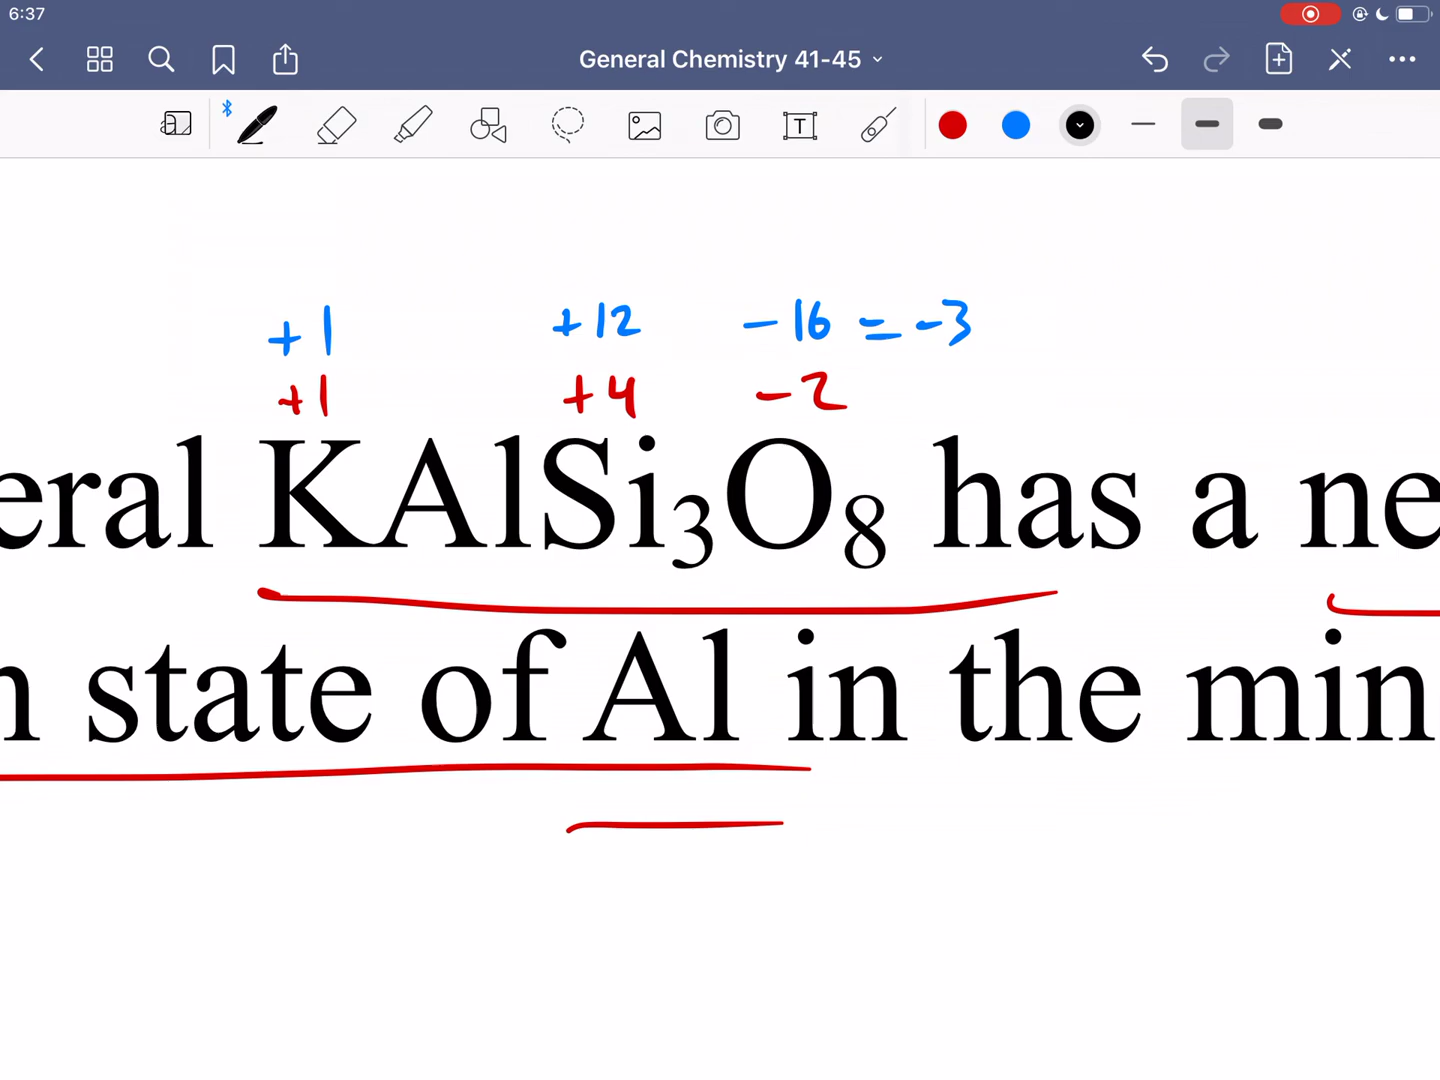 6:37
General Chemistry 41-45
T
+1 +12 -16 = -3
+1 +4 -2
eral KAlSi₃O₈ has a ne
n state of Al in the min